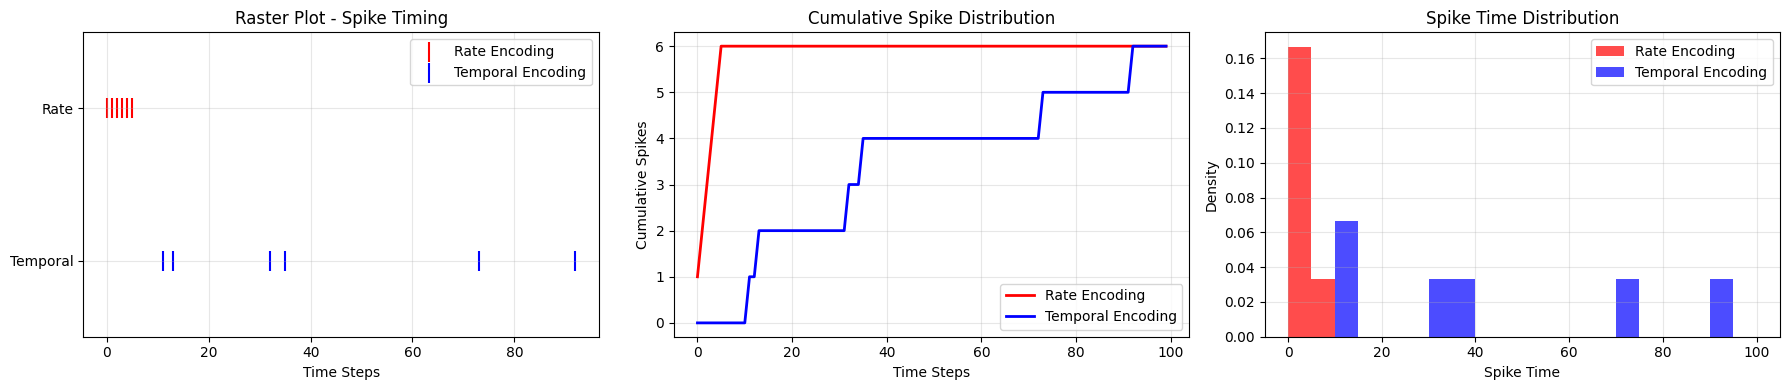 Raster Plot - Spike Timing
Rate Encoding
Temporal Encoding
Rate
Temporal
0 20 40 60 80
Time Steps
Cumulative Spike Distribution
6
5
4
3
2
1
0
Cumulative Spikes
Rate Encoding
Temporal Encoding
0 20 40 60 80 100
Time Steps
Spike Time Distribution
Rate Encoding
Temporal Encoding
0.16
0.14
0.12
0.10
0.08
0.06
0.04
0.02
0.00
Density
0 20 40 60 80 100
Spike Time